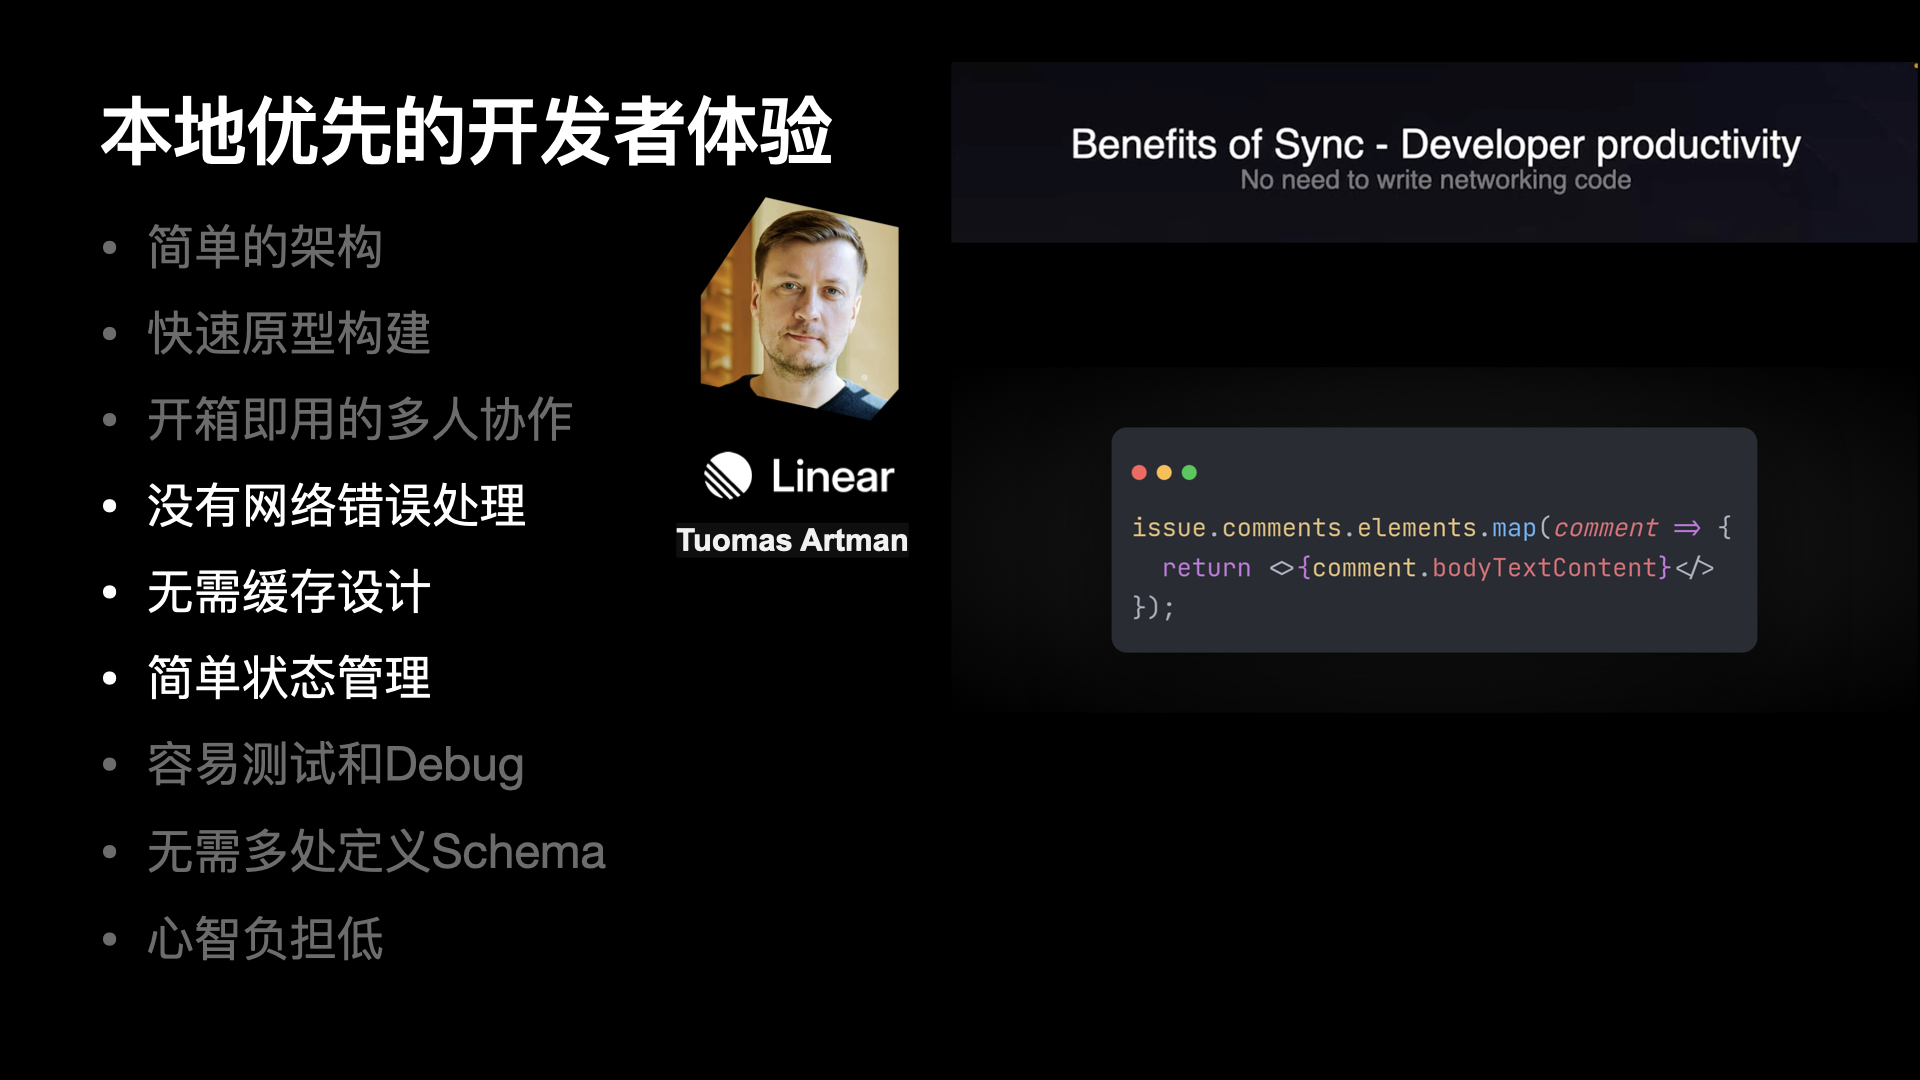 本地优先的开发者体验
• 简单的架构
• 快速原型构建
• 开箱即用的多人协作
• 没有网络错误处理
• 无需缓存设计
• 简单状态管理
• 容易测试和Debug
• 无需多处定义Schema
• 心智负担低
Linear
Tuomas Artman
Benefits of Sync - Developer productivity
No need to write networking code
issue.comments.elements.map(comment => {
  return <>{comment.bodyTextContent}</>
});